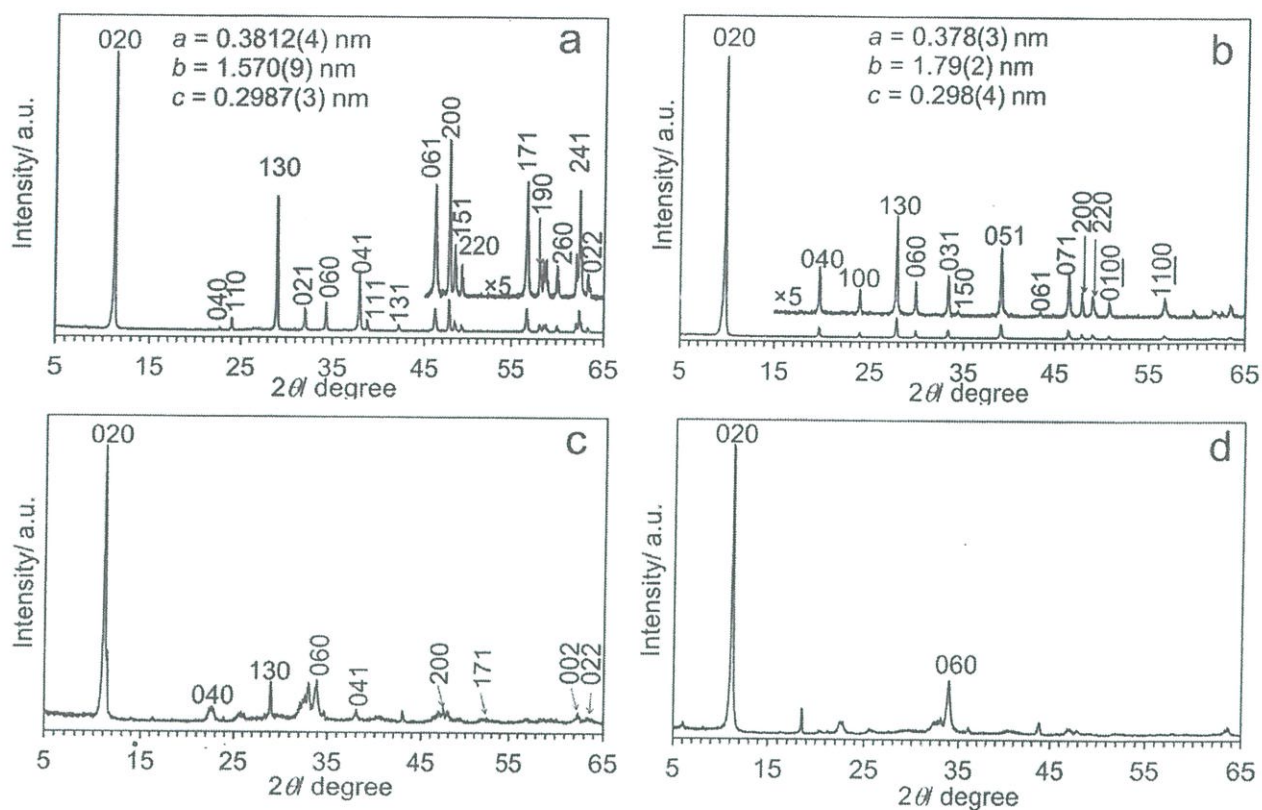 a
a = 0.3812(4) nm
b = 1.570(9) nm
c = 0.2987(3) nm
Intensity/ a.u.
020
040
110
130
021
060
041
111
131
061
200
151
220
×5
171
190
260
241
022
5 15 25 35 45 55 65
2θ/ degree
b
a = 0.378(3) nm
b = 1.79(2) nm
c = 0.298(4) nm
Intensity/ a.u.
020
×5
040
100
130
060
031
150
051
061
071
200
220
0100
1100
5 15 25 35 45 55 65
2θ/ degree
c
Intensity/ a.u.
020
040
130
060
041
200
171
002
022
5 15 25 35 45 55 65
2θ/ degree
d
Intensity/ a.u.
020
060
5 15 25 35 45 55 65
2θ/ degree